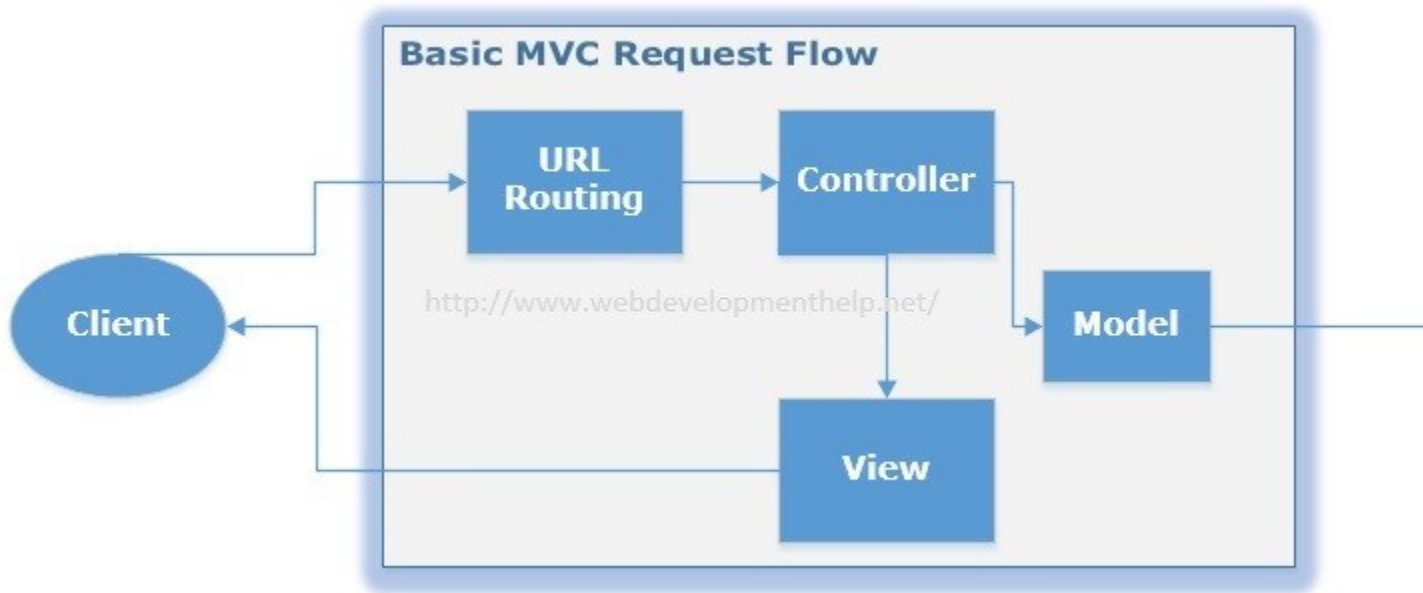 Basic MVC Request Flow
URL
Routing
Controller
http://www.webdevelopmenthelp.net/
Client
Model
View